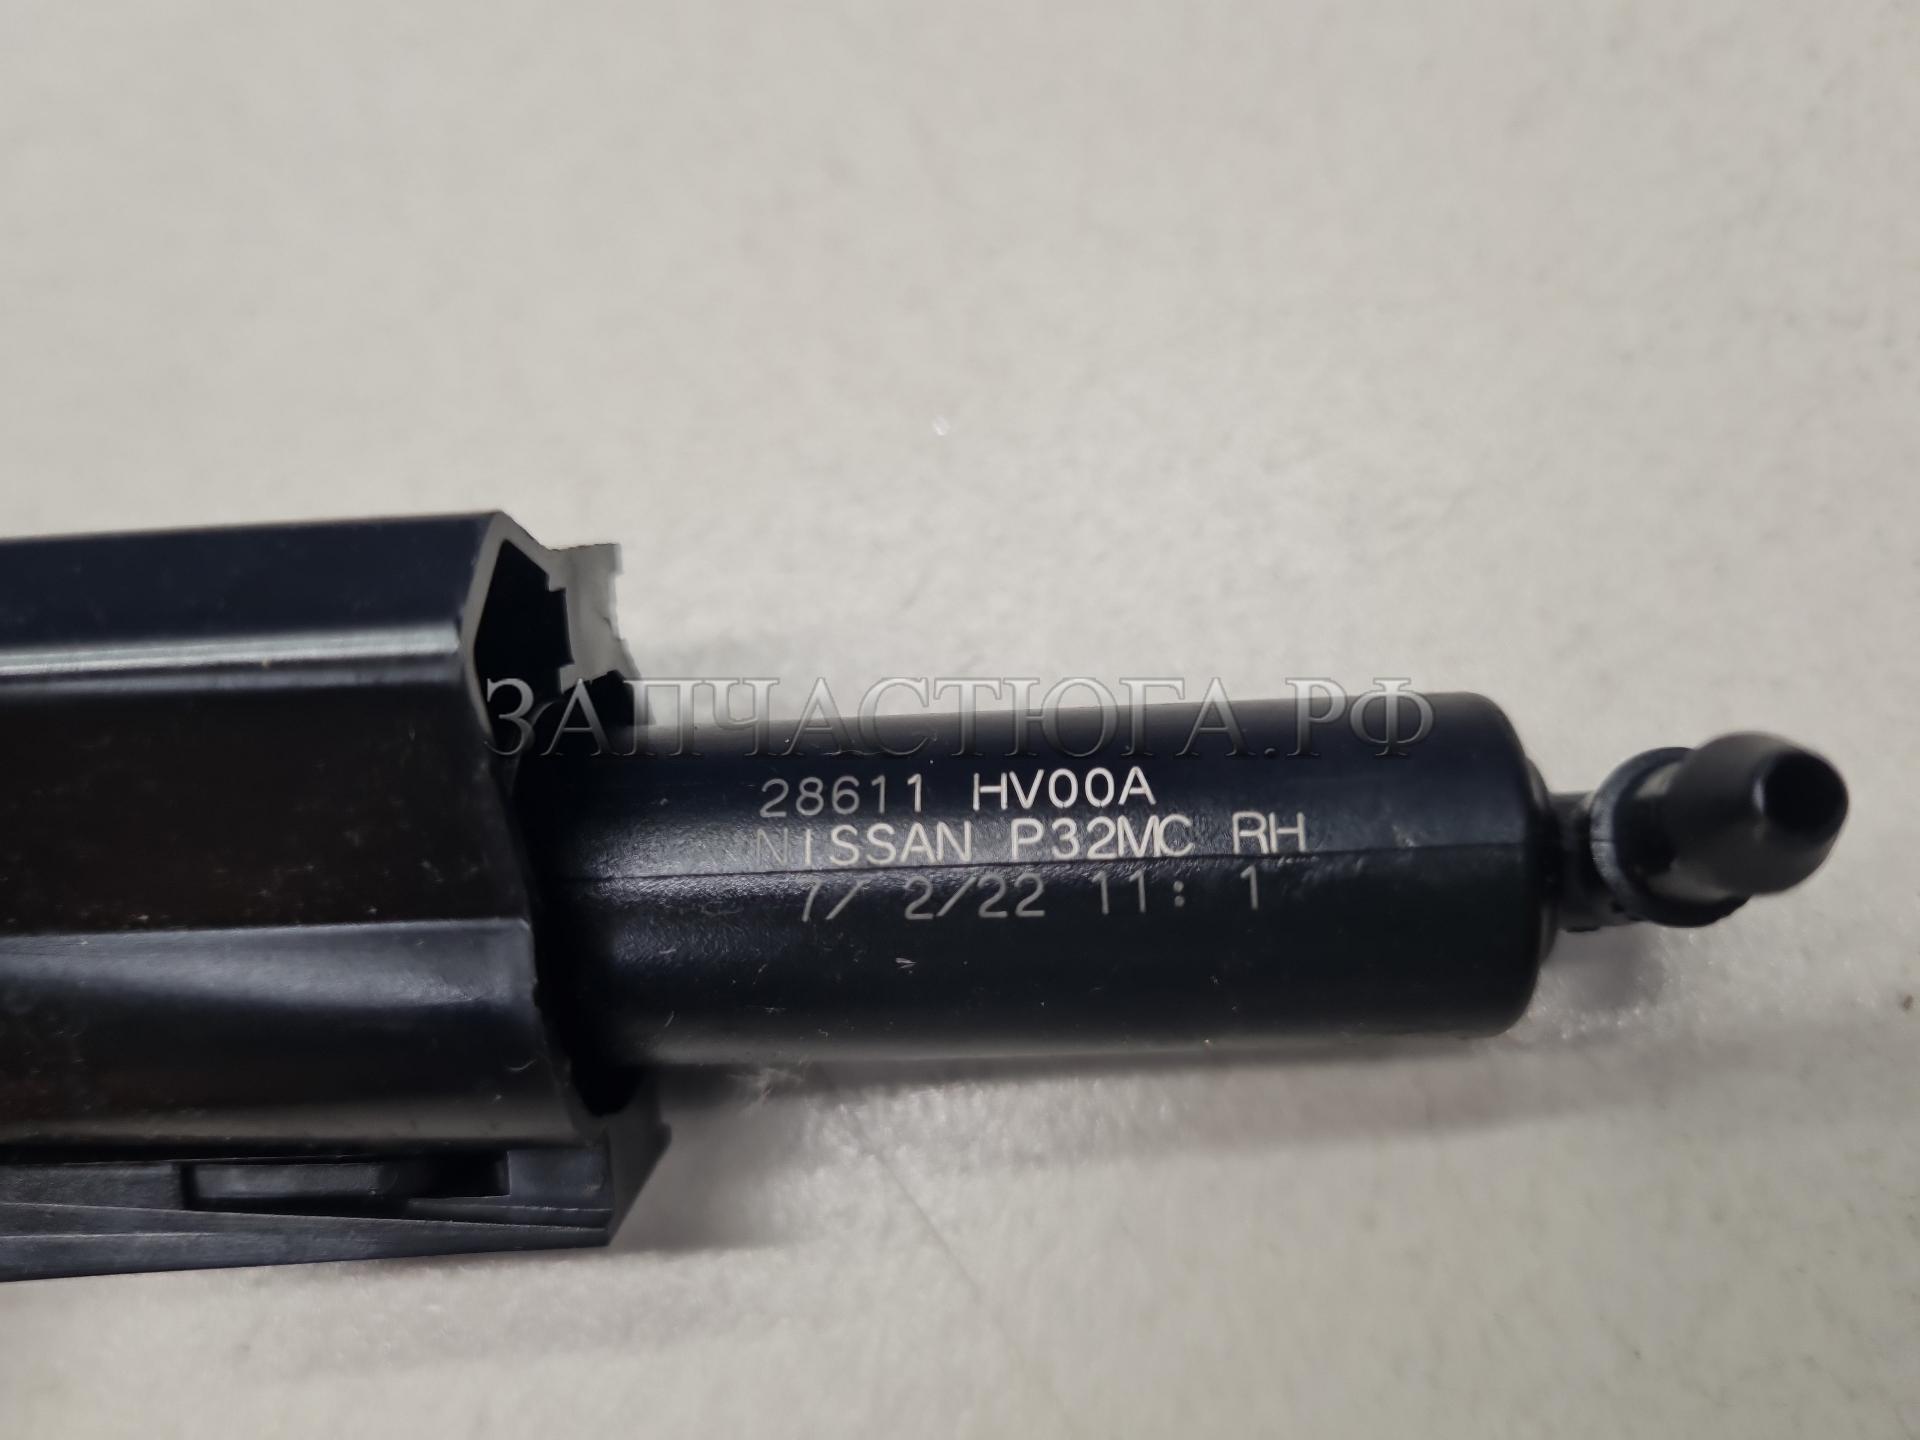 ЗАПЧАСТЮГА.РФ
28611 HV00A
NISSAN P32MC RH
7/ 2/22 11: 1